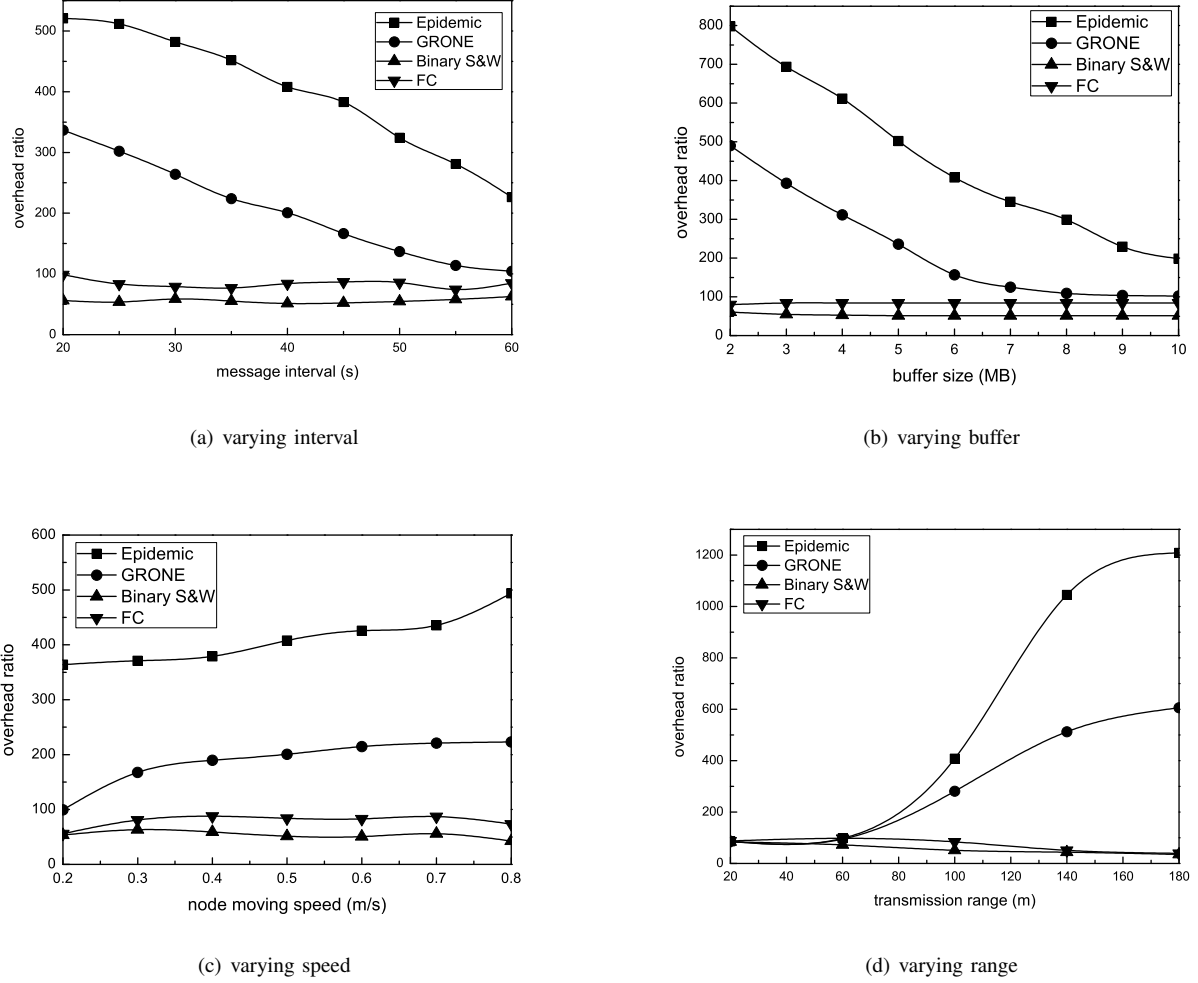 Epidemic
GRONE
Binary S&W
FC
500
400
300
200
100
0
20 30 40 50 60
overhead ratio
message interval (s)
(a) varying interval
Epidemic
GRONE
Binary S&W
FC
800
700
600
500
400
300
200
100
0
2 3 4 5 6 7 8 9 10
overhead ratio
buffer size (MB)
(b) varying buffer
Epidemic
GRONE
Binary S&W
FC
600
500
400
300
200
100
0
0.2 0.3 0.4 0.5 0.6 0.7 0.8
overhead ratio
node moving speed (m/s)
(c) varying speed
Epidemic
GRONE
Binary S&W
FC
1200
1000
800
600
400
200
0
20 40 60 80 100 120 140 160 180
overhead ratio
transmission range (m)
(d) varying range